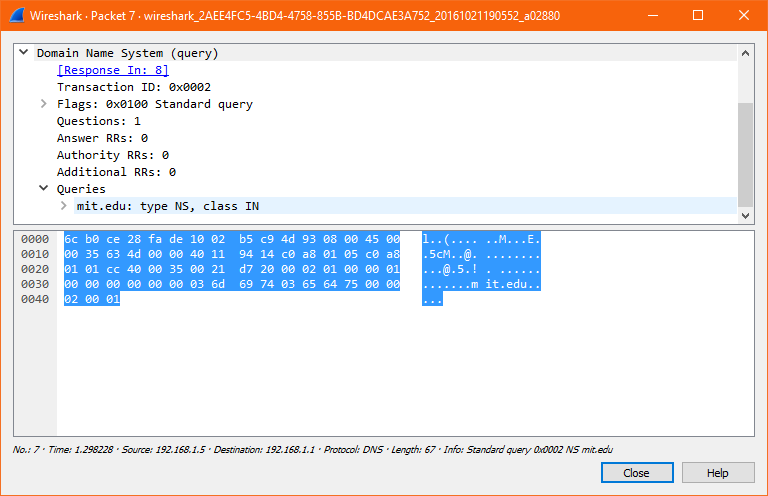 Wireshark · Packet 7 · wireshark_2AEE4FC5-4BD4-4758-855B-BD4DCAE3A752_20161021190552_a02880
Domain Name System (query)
[Response In: 8]
Transaction ID: 0x0002
Flags: 0x0100 Standard query
Questions: 1
Answer RRs: 0
Authority RRs: 0
Additional RRs: 0
Queries
mit.edu: type NS, class IN
0000 6c b0 ce 28 fa de 10 02 b5 c9 4d 93 08 00 45 00 l..(.... ..M...E.
0010 00 35 63 4d 00 00 40 11 94 14 c0 a8 01 05 c0 a8 .5cM..@. ........
0020 01 01 cc 40 00 35 00 21 d7 20 00 02 01 00 00 01 ...@.5.! . ......
0030 00 00 00 00 00 00 03 6d 69 74 03 65 64 75 00 00 .......m it.edu..
0040 02 00 01 ...
No.: 7 · Time: 1.298228 · Source: 192.168.1.5 · Destination: 192.168.1.1 · Protocol: DNS · Length: 67 · Info: Standard query 0x0002 NS mit.edu
Close Help